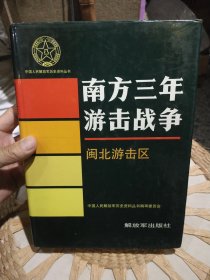 中国人民解放军历史资料丛书
南方三年
游击战争
闽北游击区
中国人民解放军历史资料丛书编审委员会
解放军出版社